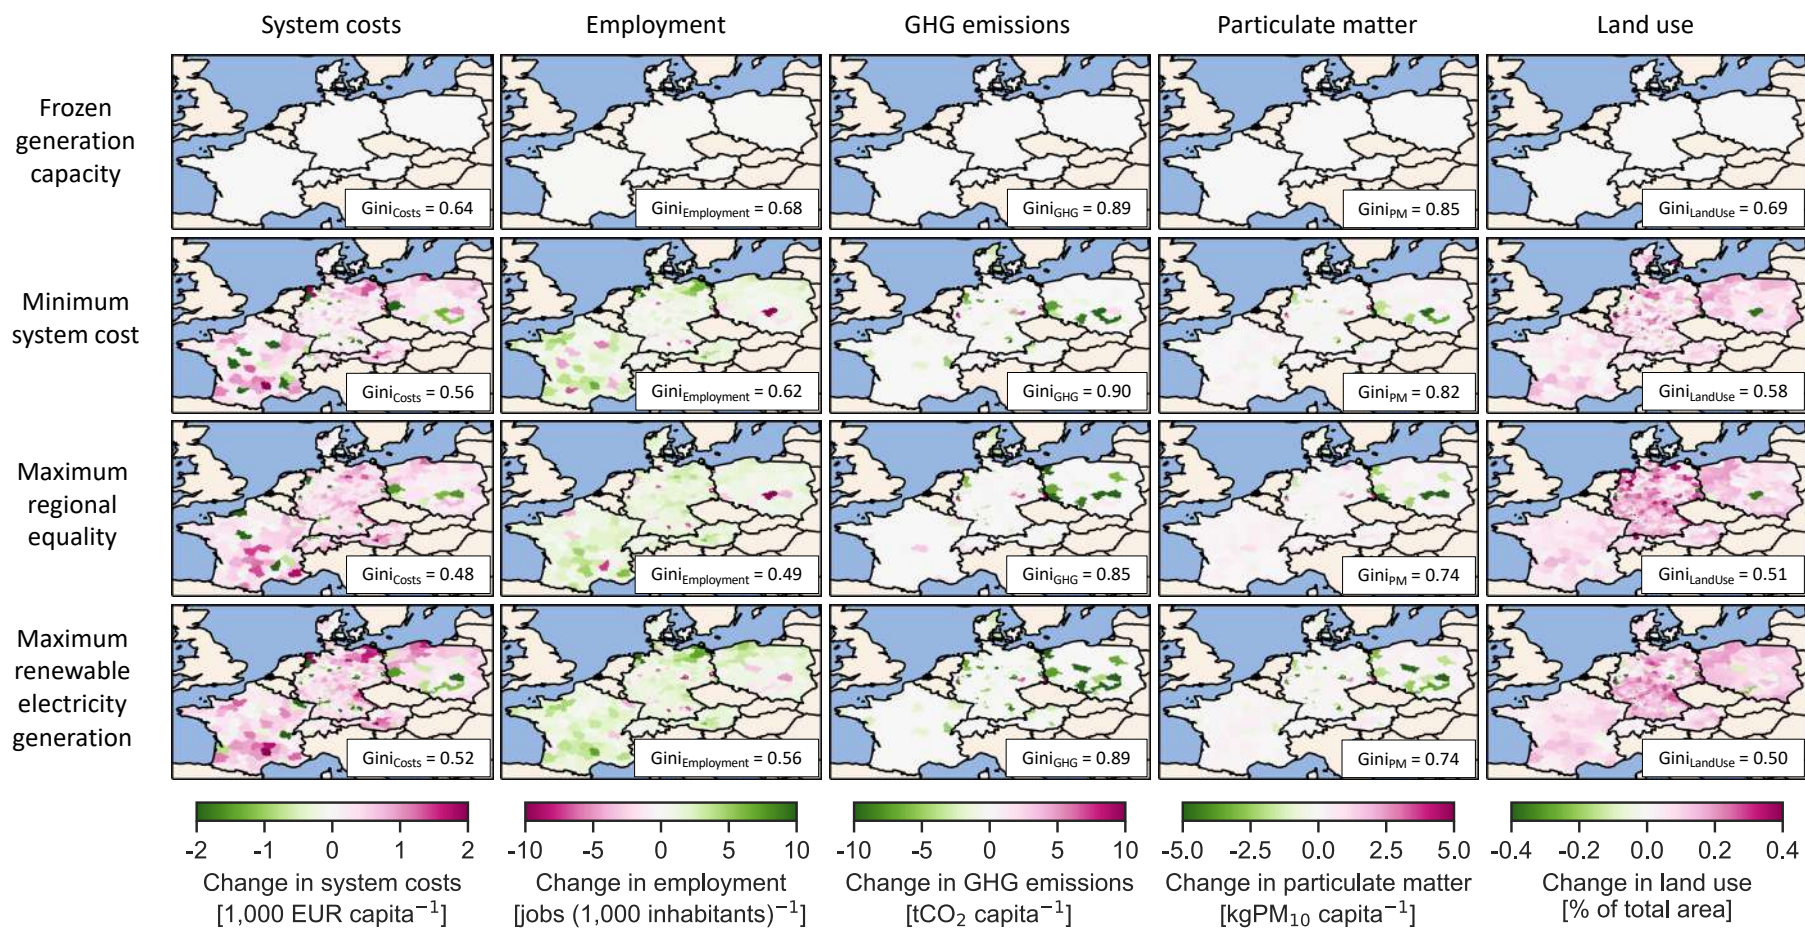 System costs
Employment
GHG emissions
Particulate matter
Land use
Frozen
generation
capacity
Gini_Costs = 0.64
Gini_Employment = 0.68
Gini_GHG = 0.89
Gini_PM = 0.85
Gini_LandUse = 0.69
Minimum
system cost
Gini_Costs = 0.56
Gini_Employment = 0.62
Gini_GHG = 0.90
Gini_PM = 0.82
Gini_LandUse = 0.58
Maximum
regional
equality
Gini_Costs = 0.48
Gini_Employment = 0.49
Gini_GHG = 0.85
Gini_PM = 0.74
Gini_LandUse = 0.51
Maximum
renewable
electricity
generation
Gini_Costs = 0.52
Gini_Employment = 0.56
Gini_GHG = 0.89
Gini_PM = 0.74
Gini_LandUse = 0.50
-2 -1 0 1 2
Change in system costs
[1,000 EUR capita⁻¹]
-10 -5 0 5 10
Change in employment
[jobs (1,000 inhabitants)⁻¹]
-10 -5 0 5 10
Change in GHG emissions
[tCO₂ capita⁻¹]
-5.0 -2.5 0.0 2.5 5.0
Change in particulate matter
[kgPM₁₀ capita⁻¹]
-0.4 -0.2 0.0 0.2 0.4
Change in land use
[% of total area]